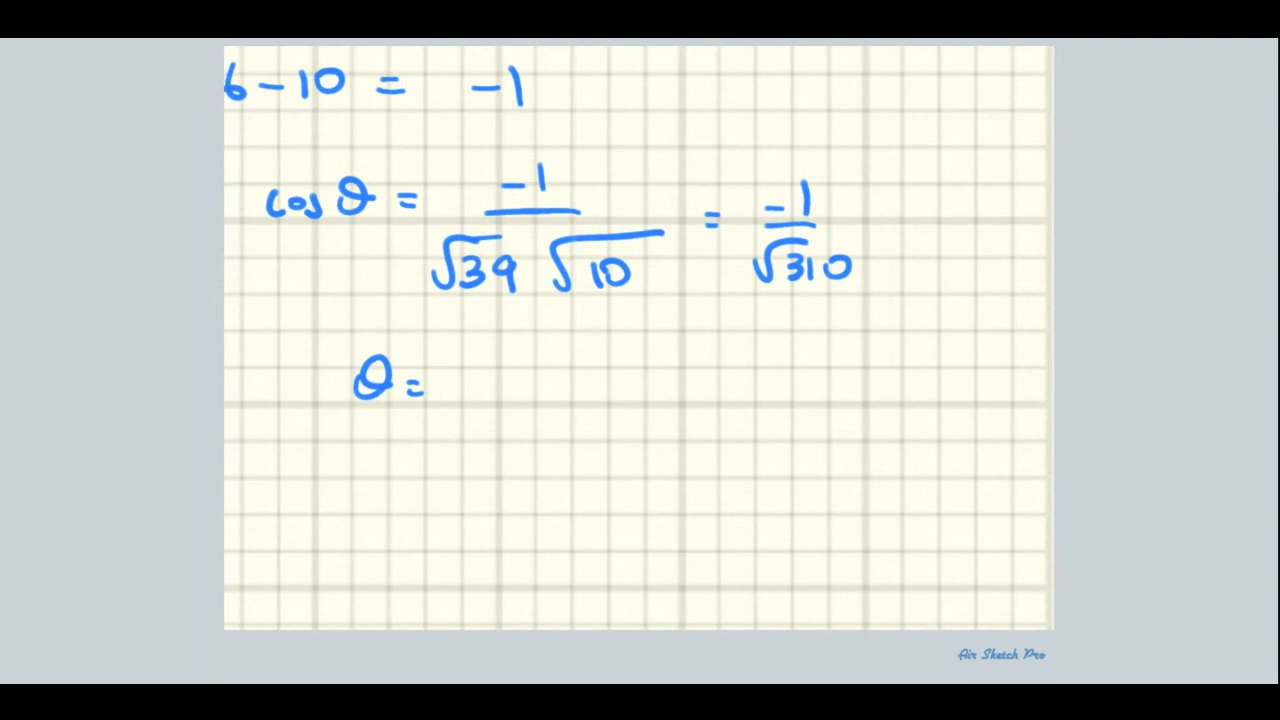 6 - 10 = -1
cos θ = -1 / √39 √10 = -1 / √310
θ =
Air Sketch Pro